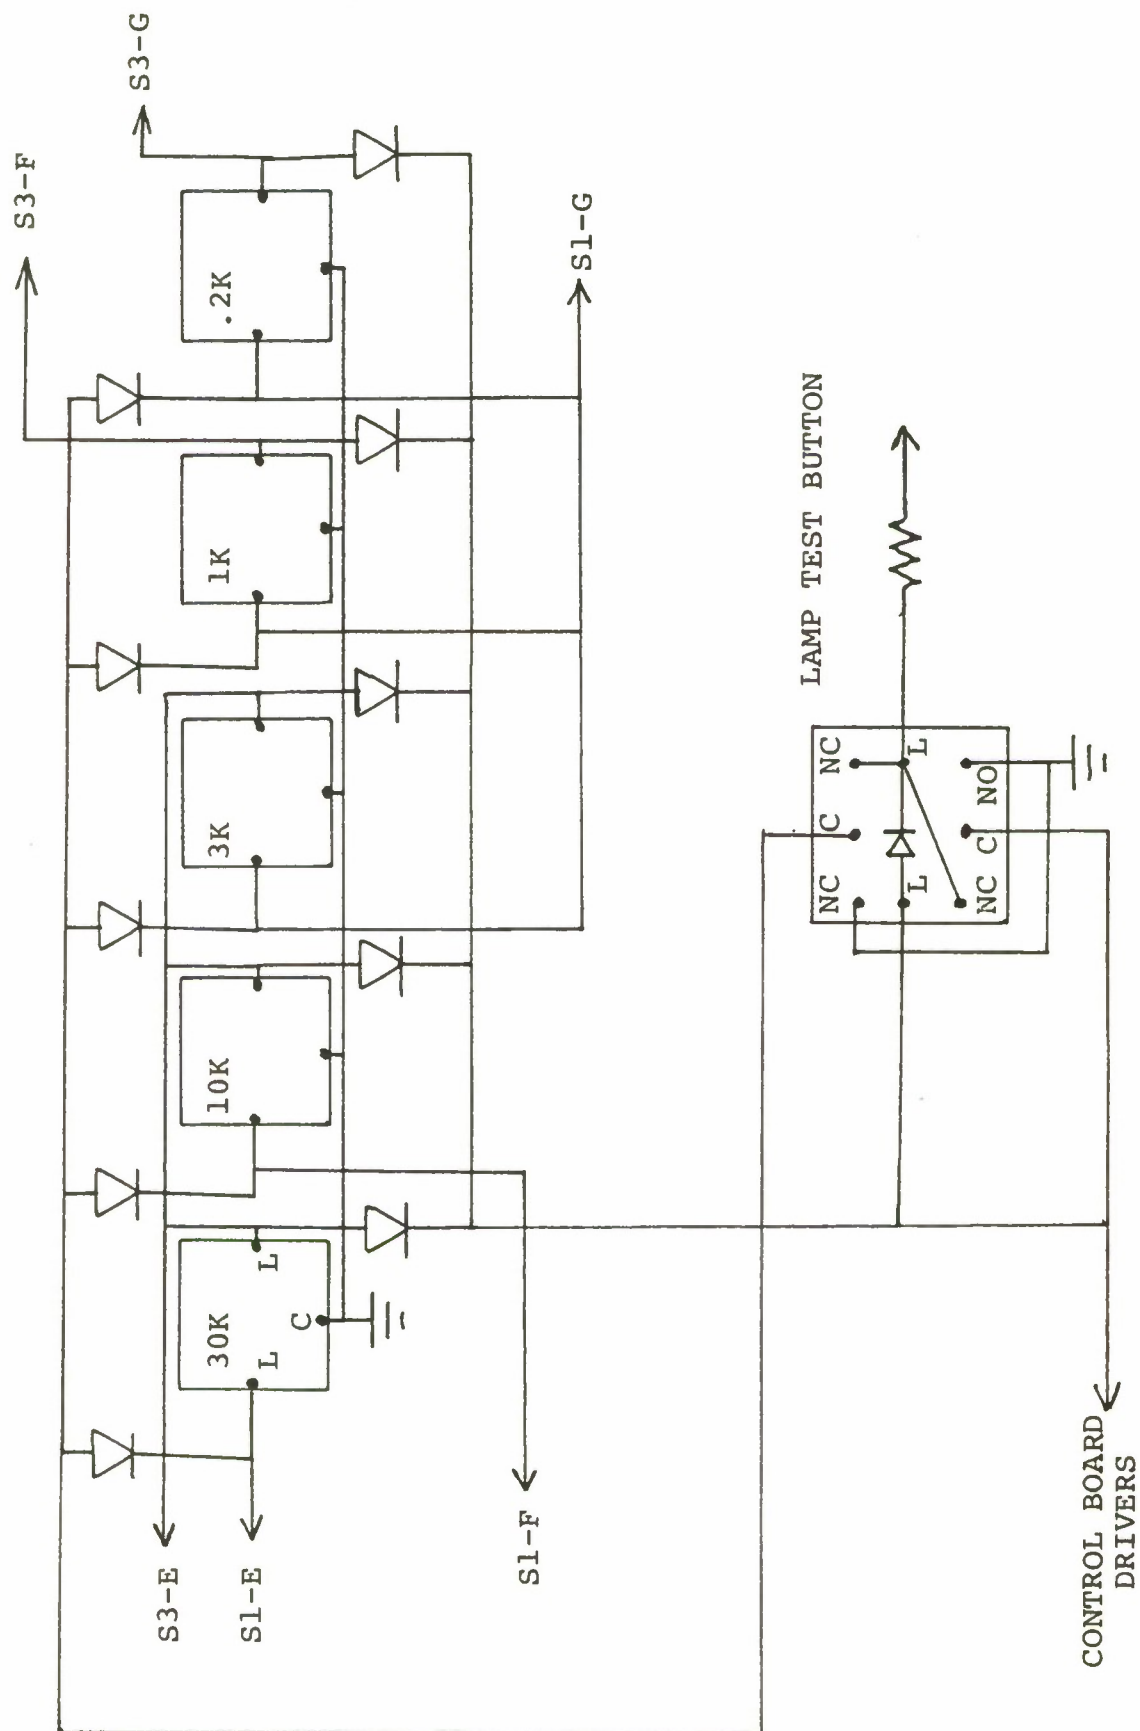 S3-F
S3-G
.2K
1K
3K
10K
30K
L
L
C
S3-E
S1-E
S1-F
S1-G
LAMP TEST BUTTON
NC
C
NC
L
L
NC
C
NO
CONTROL BOARD
DRIVERS